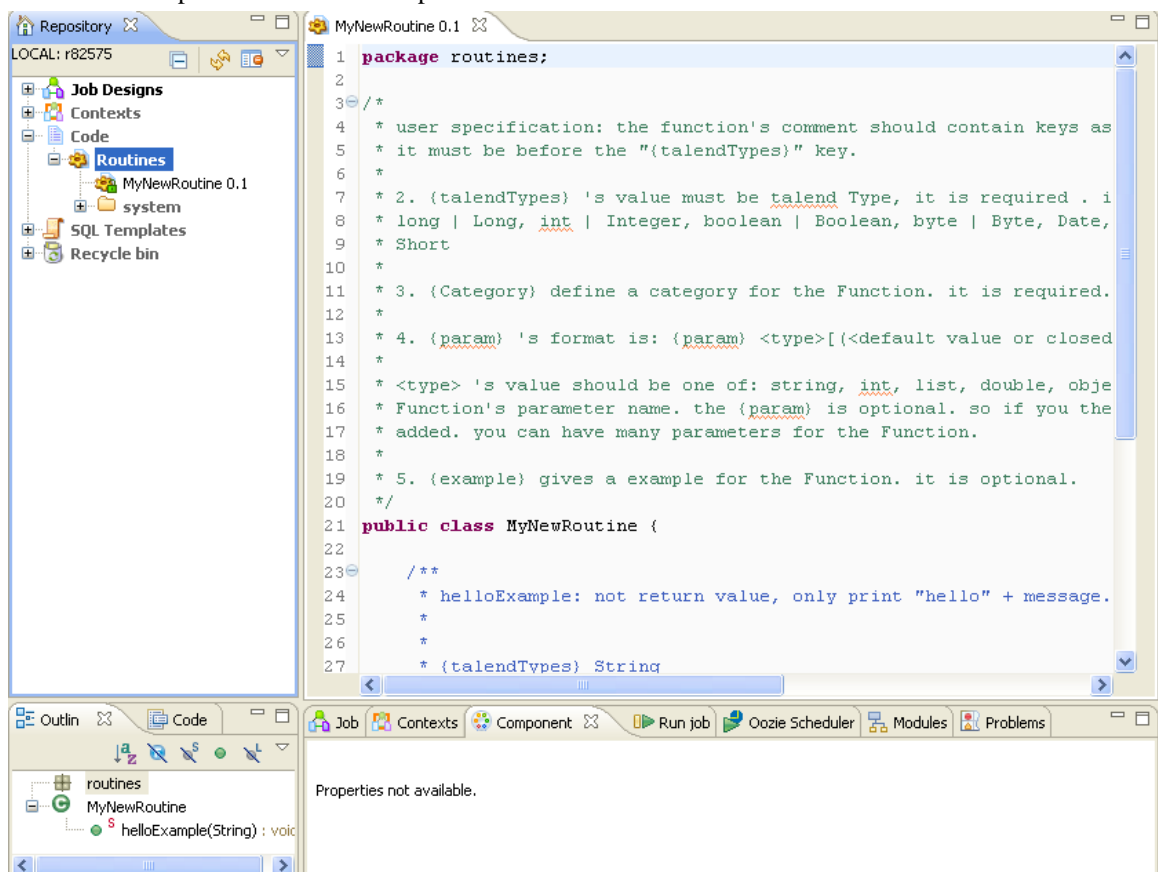 Repository
LOCAL: r82575
Job Designs
Contexts
Code
Routines
MyNewRoutine 0.1
system
SQL Templates
Recycle bin
MyNewRoutine 0.1
1 package routines;
2
3 /*
4 * user specification: the function's comment should contain keys as
5 * it must be before the "{talendTypes}" key.
6 *
7 * 2. {talendTypes} 's value must be talend Type, it is required . i
8 * long | Long, int | Integer, boolean | Boolean, byte | Byte, Date,
9 * Short
10 *
11 * 3. {Category} define a category for the Function. it is required.
12 *
13 * 4. {param} 's format is: {param} <type>[(<default value or closed
14 *
15 * <type> 's value should be one of: string, int, list, double, obje
16 * Function's parameter name. the {param} is optional. so if you the
17 * added. you can have many parameters for the Function.
18 *
19 * 5. {example} gives a example for the Function. it is optional.
20 */
21 public class MyNewRoutine {
22
23 /**
24 * helloExample: not return value, only print "hello" + message.
25 *
26 *
27 * {talendTypes} String
Outlin
Code
routines
MyNewRoutine
helloExample(String) : void
Job
Contexts
Component
Run job
Oozie Scheduler
Modules
Problems
Properties not available.